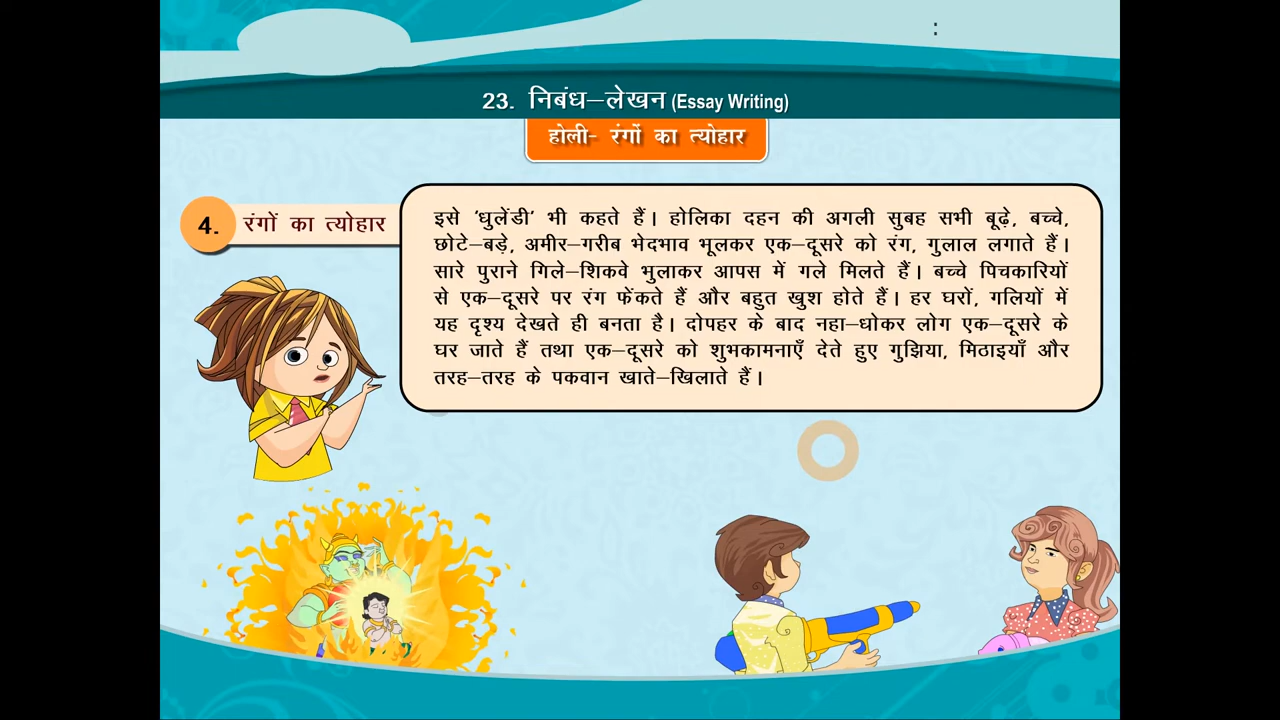 :
23. निबंध–लेखन (Essay Writing)
होली- रंगों का त्योहार
4. रंगों का त्योहार
इसे 'धुलेंडी' भी कहते हैं। होलिका दहन की अगली सुबह सभी बूढ़े, बच्चे,
छोटे–बड़े, अमीर–गरीब भेदभाव भूलकर एक–दूसरे को रंग, गुलाल लगाते हैं।
सारे पुराने गिले–शिकवे भुलाकर आपस में गले मिलते हैं। बच्चे पिचकारियों
से एक–दूसरे पर रंग फेंकते हैं और बहुत खुश होते हैं। हर घरों, गलियों में
यह दृश्य देखते ही बनता है। दोपहर के बाद नहा–धोकर लोग एक–दूसरे के
घर जाते हैं तथा एक–दूसरे को शुभकामनाएँ देते हुए गुझिया, मिठाइयाँ और
तरह–तरह के पकवान खाते–खिलाते हैं।